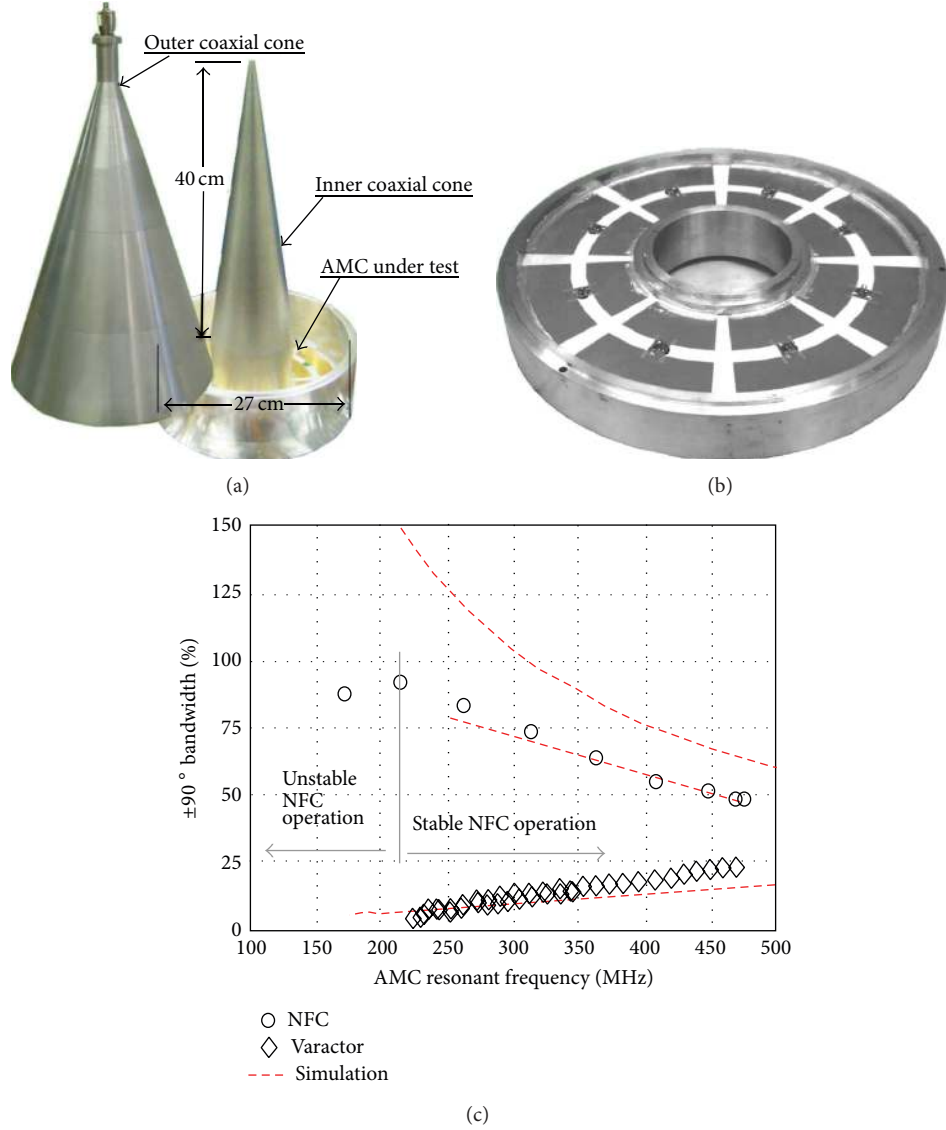 Outer coaxial cone
40 cm
Inner coaxial cone
AMC under test
27 cm
(a)
(b)
150
125
100
75
50
25
0
±90° bandwidth (%)
Unstable
NFC
operation
Stable NFC operation
100
150
200
250
300
350
400
450
500
AMC resonant frequency (MHz)
NFC
Varactor
Simulation
(c)